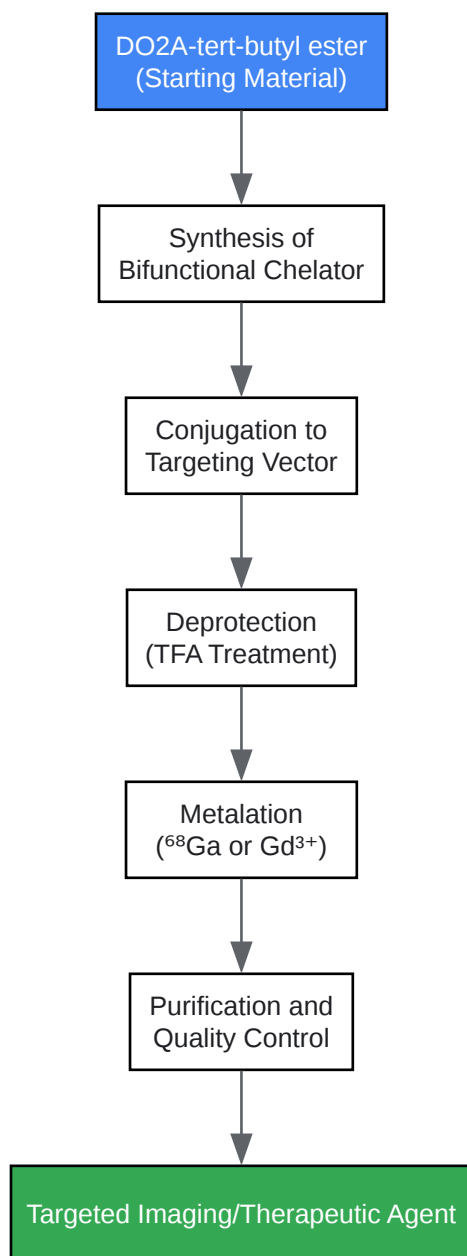 DO2A-tert-butyl ester
(Starting Material)
Synthesis of
Bifunctional Chelator
Conjugation to
Targeting Vector
Deprotection
(TFA Treatment)
Metalation
(⁶⁸Ga or Gd³⁺)
Purification and
Quality Control
Targeted Imaging/Therapeutic Agent